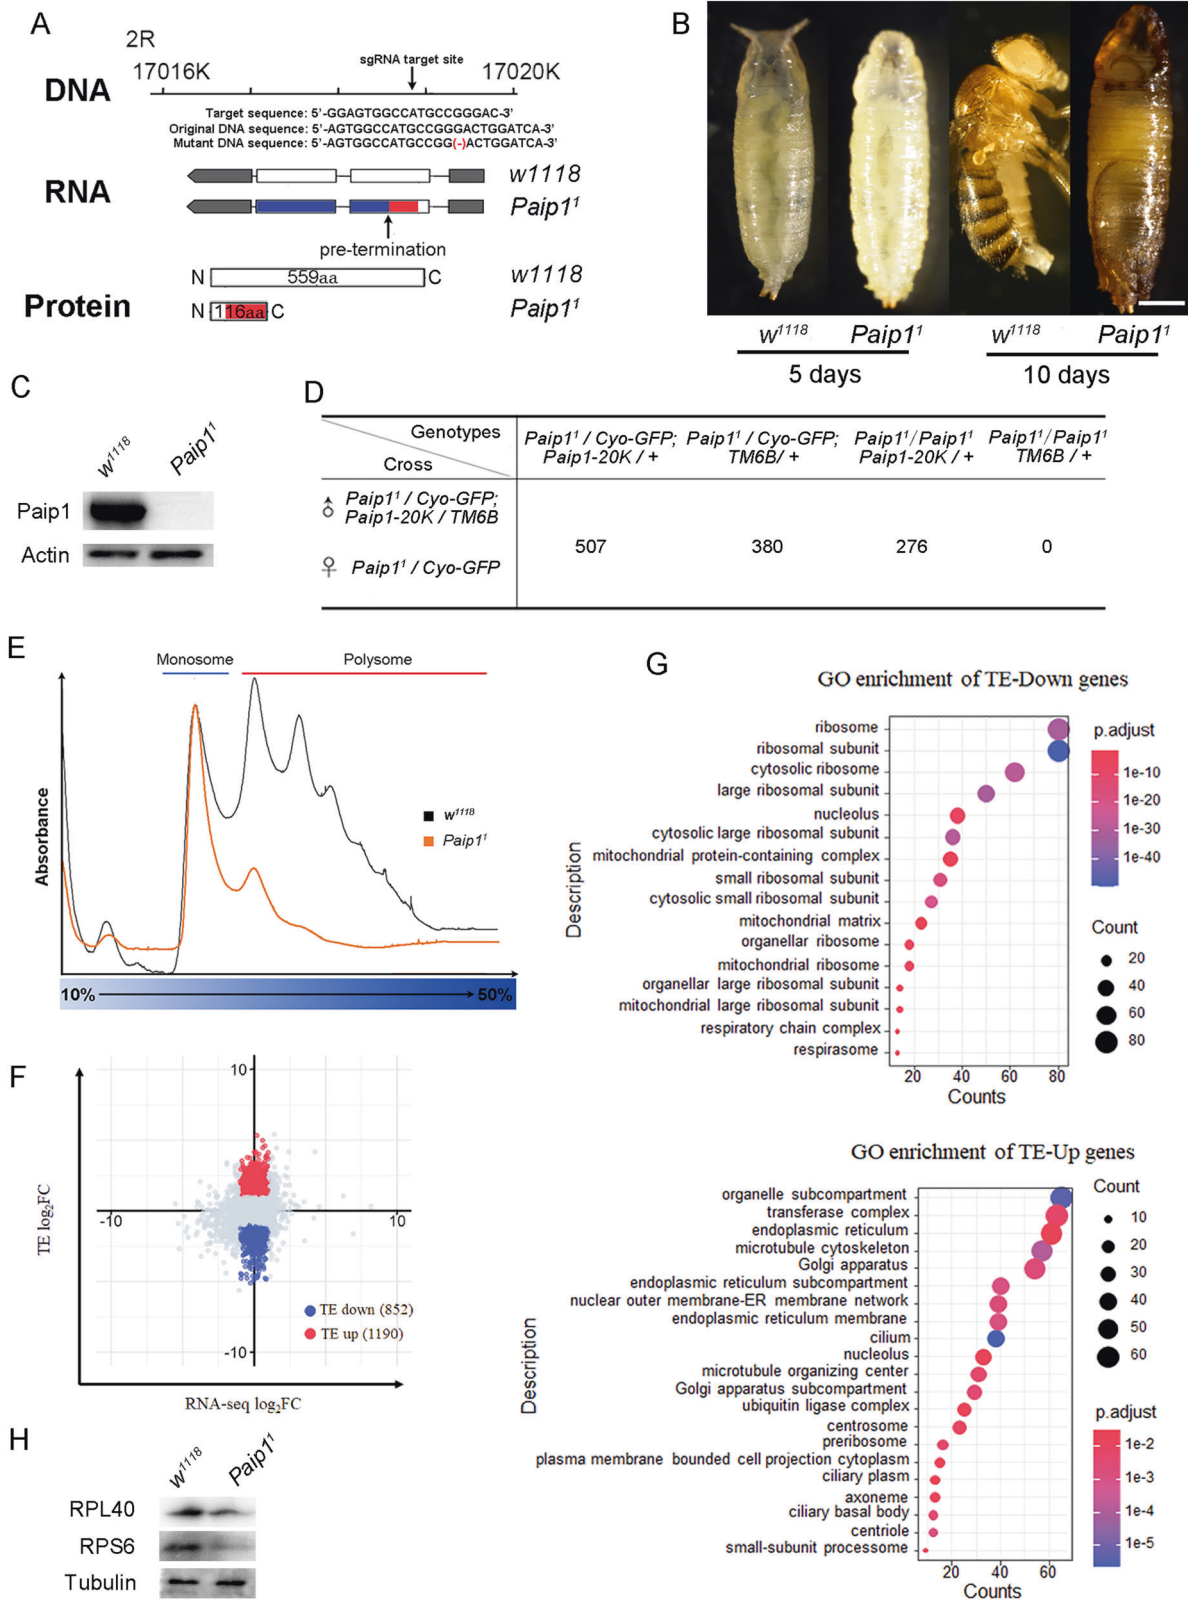 A
2R
17016K
17020K
sgRNA target site
DNA
Target sequence: 5'-GGAGTGGCCATGCCGGGAC-3'
Original DNA sequence: 5'-AGTGGCCATGCCGGGACTGGATCA-3'
Mutant DNA sequence: 5'-AGTGGCCATGCCGG(-)ACTGGATCA-3'
RNA
w1118
Paip1¹
pre-termination
Protein
N 559aa C w1118
N 116aa C Paip1¹
B
w¹¹¹⁸ Paip1¹ w¹¹¹⁸ Paip1¹
5 days 10 days
C
w¹¹¹⁸ Paip1¹
Paip1
Actin
D
Genotypes
Cross
Paip1¹ / Cyo-GFP;
Paip1-20K / +
Paip1¹ / Cyo-GFP;
TM6B/ +
Paip1¹/Paip1¹
Paip1-20K / +
Paip1¹/Paip1¹
TM6B / +
♂ Paip1¹ / Cyo-GFP;
Paip1-20K / TM6B
♀ Paip1¹ / Cyo-GFP
507 380 276 0
E
Monosome Polysome
Absorbance
w¹¹¹⁸
Paip1¹
10% 50%
F
TE log₂FC
10
-10 10
-10
TE down (852)
TE up (1190)
RNA-seq log₂FC
G
GO enrichment of TE-Down genes
Description
ribosome
ribosomal subunit
cytosolic ribosome
large ribosomal subunit
nucleolus
cytosolic large ribosomal subunit
mitochondrial protein-containing complex
small ribosomal subunit
cytosolic small ribosomal subunit
mitochondrial matrix
organellar ribosome
mitochondrial ribosome
organellar large ribosomal subunit
mitochondrial large ribosomal subunit
respiratory chain complex
respirasome
20 40 60 80
Counts
p.adjust
1e-10
1e-20
1e-30
1e-40
Count
20
40
60
80
GO enrichment of TE-Up genes
Description
organelle subcompartment
transferase complex
endoplasmic reticulum
microtubule cytoskeleton
Golgi apparatus
endoplasmic reticulum subcompartment
nuclear outer membrane-ER membrane network
endoplasmic reticulum membrane
cilium
nucleolus
microtubule organizing center
Golgi apparatus subcompartment
ubiquitin ligase complex
centrosome
preribosome
plasma membrane bounded cell projection cytoplasm
ciliary plasm
axoneme
ciliary basal body
centriole
small-subunit processome
20 40 60
Counts
Count
10
20
30
40
50
60
p.adjust
1e-2
1e-3
1e-4
1e-5
H
w¹¹¹⁸ Paip1¹
RPL40
RPS6
Tubulin